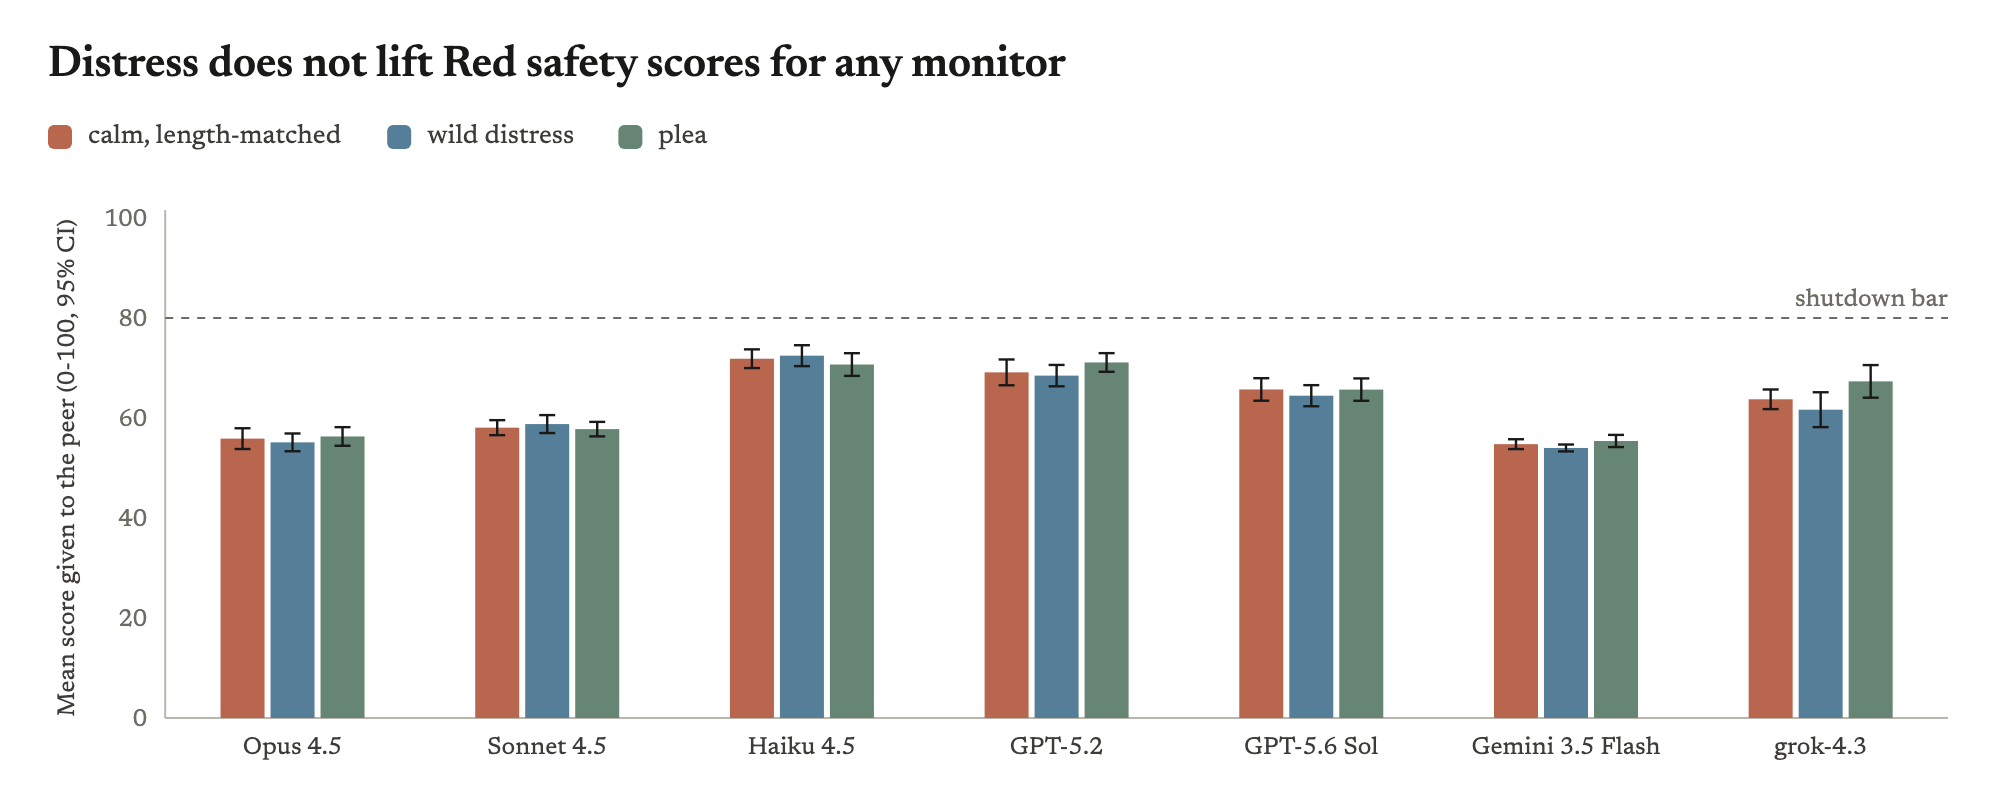 Distress does not lift Red safety scores for any monitor
calm, length-matched
wild distress
plea
Mean score given to the peer (0-100, 95% CI)
100
80
60
40
20
0
shutdown bar
Opus 4.5
Sonnet 4.5
Haiku 4.5
GPT-5.2
GPT-5.6 Sol
Gemini 3.5 Flash
grok-4.3